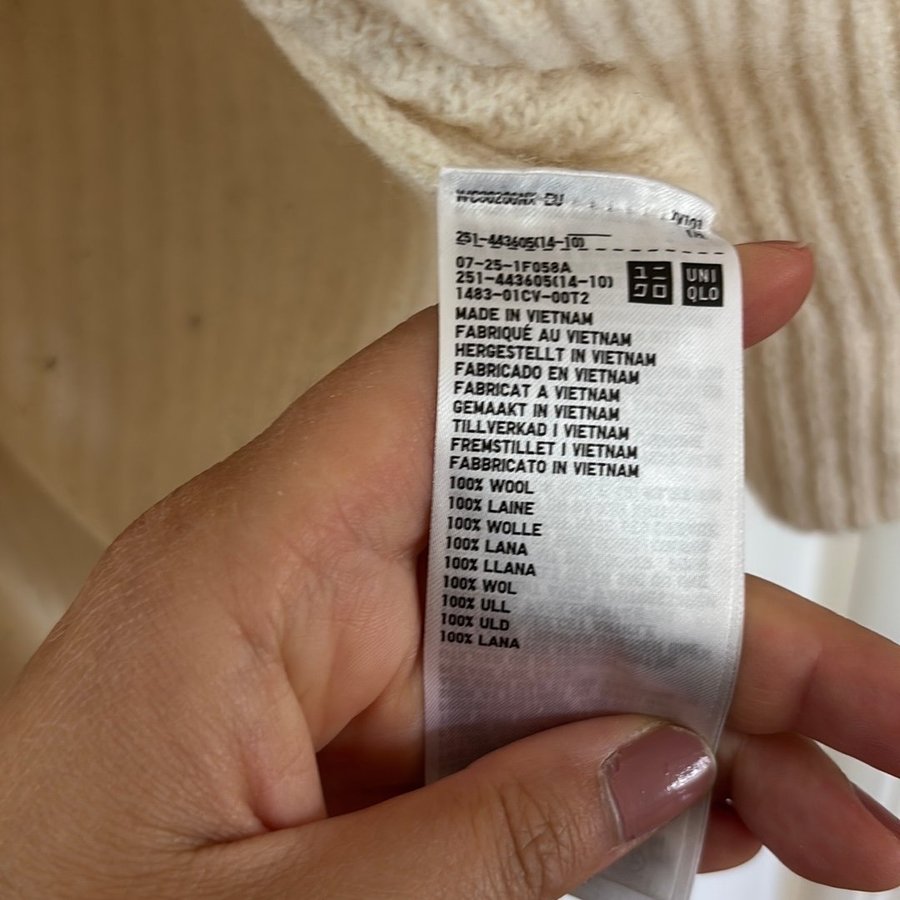 251-443605(14-10)
07-25-1F058A
251-443605(14-10)
1483-01CV-00T2
ユニ
クロ
UNI
QLO
MADE IN VIETNAM
FABRIQUÉ AU VIETNAM
HERGESTELLT IN VIETNAM
FABRICADO EN VIETNAM
FABRICAT A VIETNAM
GEMAAKT IN VIETNAM
TILLVERKAD I VIETNAM
FREMSTILLET I VIETNAM
FABBRICATO IN VIETNAM
100% WOOL
100% LAINE
100% WOLLE
100% LANA
100% LLANA
100% WOL
100% ULL
100% ULD
100% LANA